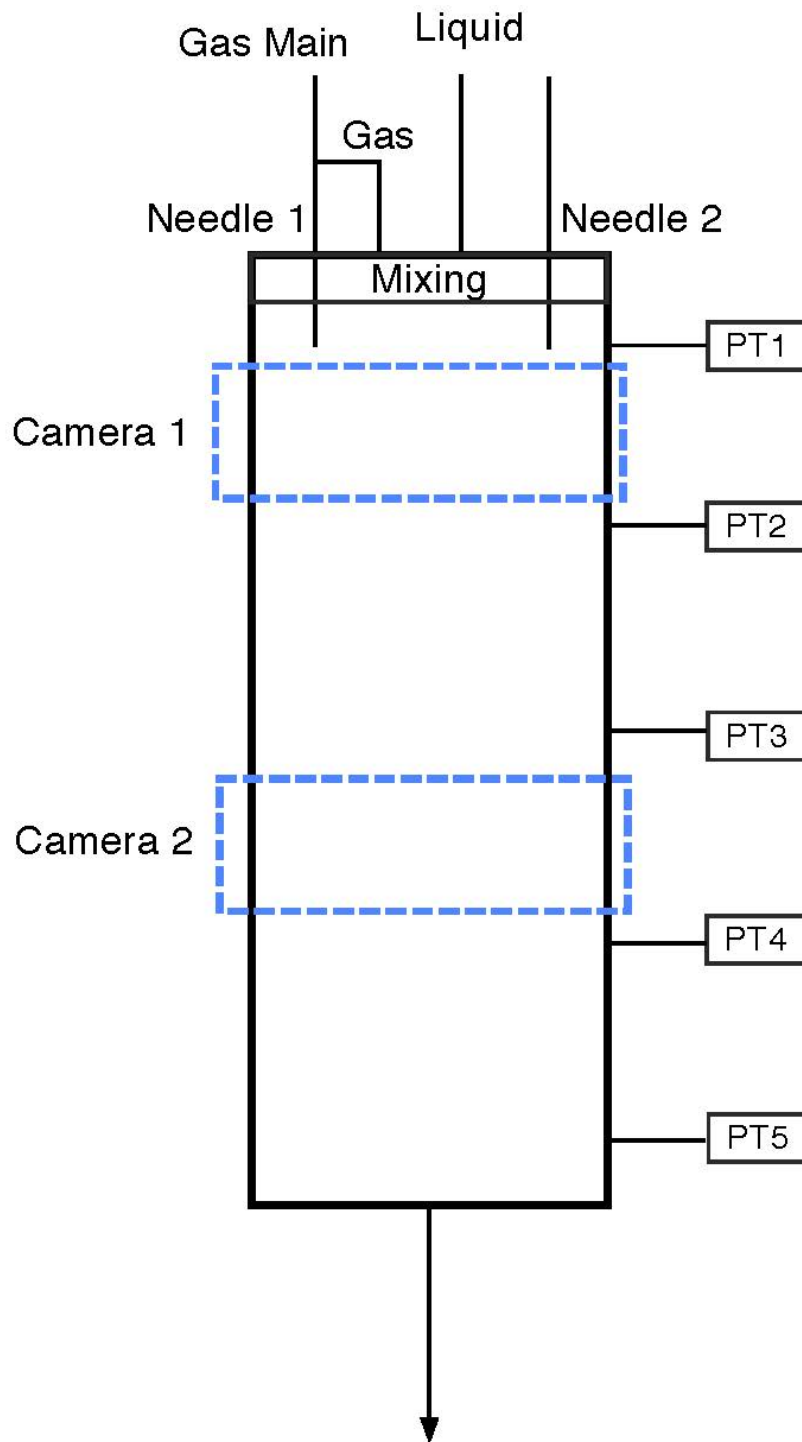 Gas Main
Liquid
Gas
Needle 1
Needle 2
Mixing
PT1
Camera 1
PT2
PT3
Camera 2
PT4
PT5